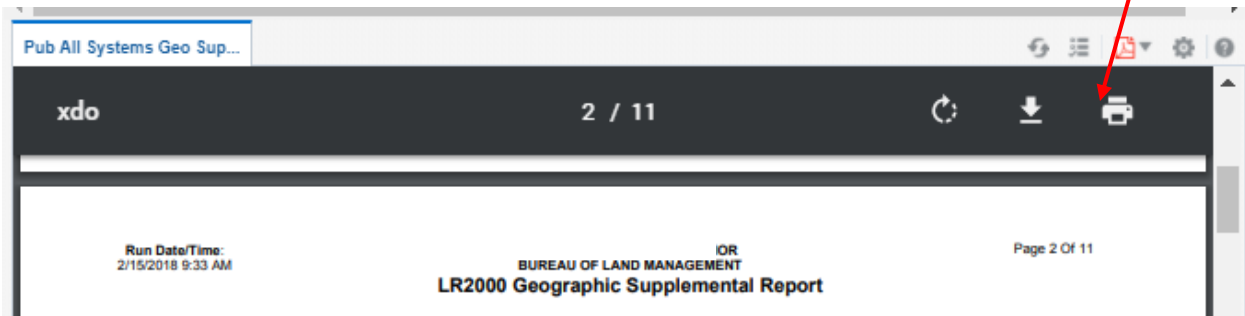 Pub All Systems Geo Sup...
xdo 2 / 11
Run Date/Time: IOR Page 2 Of 11
2/15/2018 9:33 AM BUREAU OF LAND MANAGEMENT
LR2000 Geographic Supplemental Report